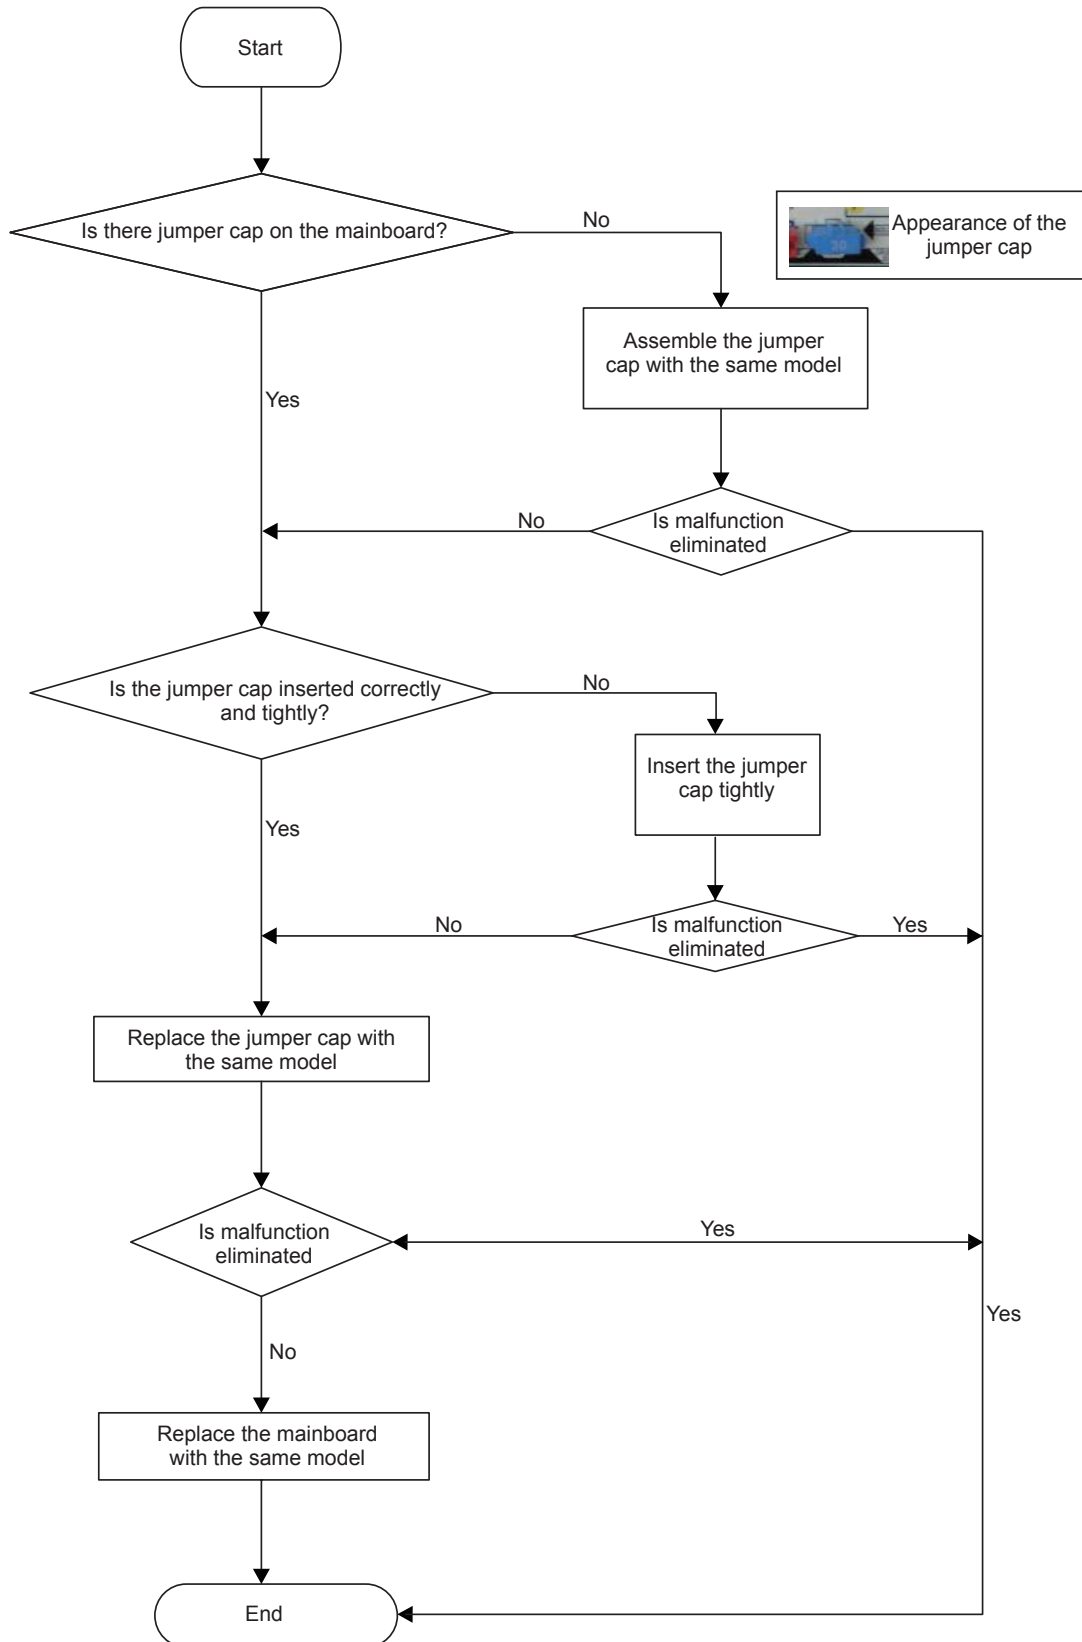 Start
Is there jumper cap on the mainboard?
No
30
Appearance of the
jumper cap
Assemble the jumper
cap with the same model
Yes
No
Is malfunction
eliminated
Is the jumper cap inserted correctly
and tightly?
No
Insert the jumper
cap tightly
Yes
No
Is malfunction
eliminated
Yes
Replace the jumper cap with
the same model
Is malfunction
eliminated
Yes
Yes
No
Replace the mainboard
with the same model
End